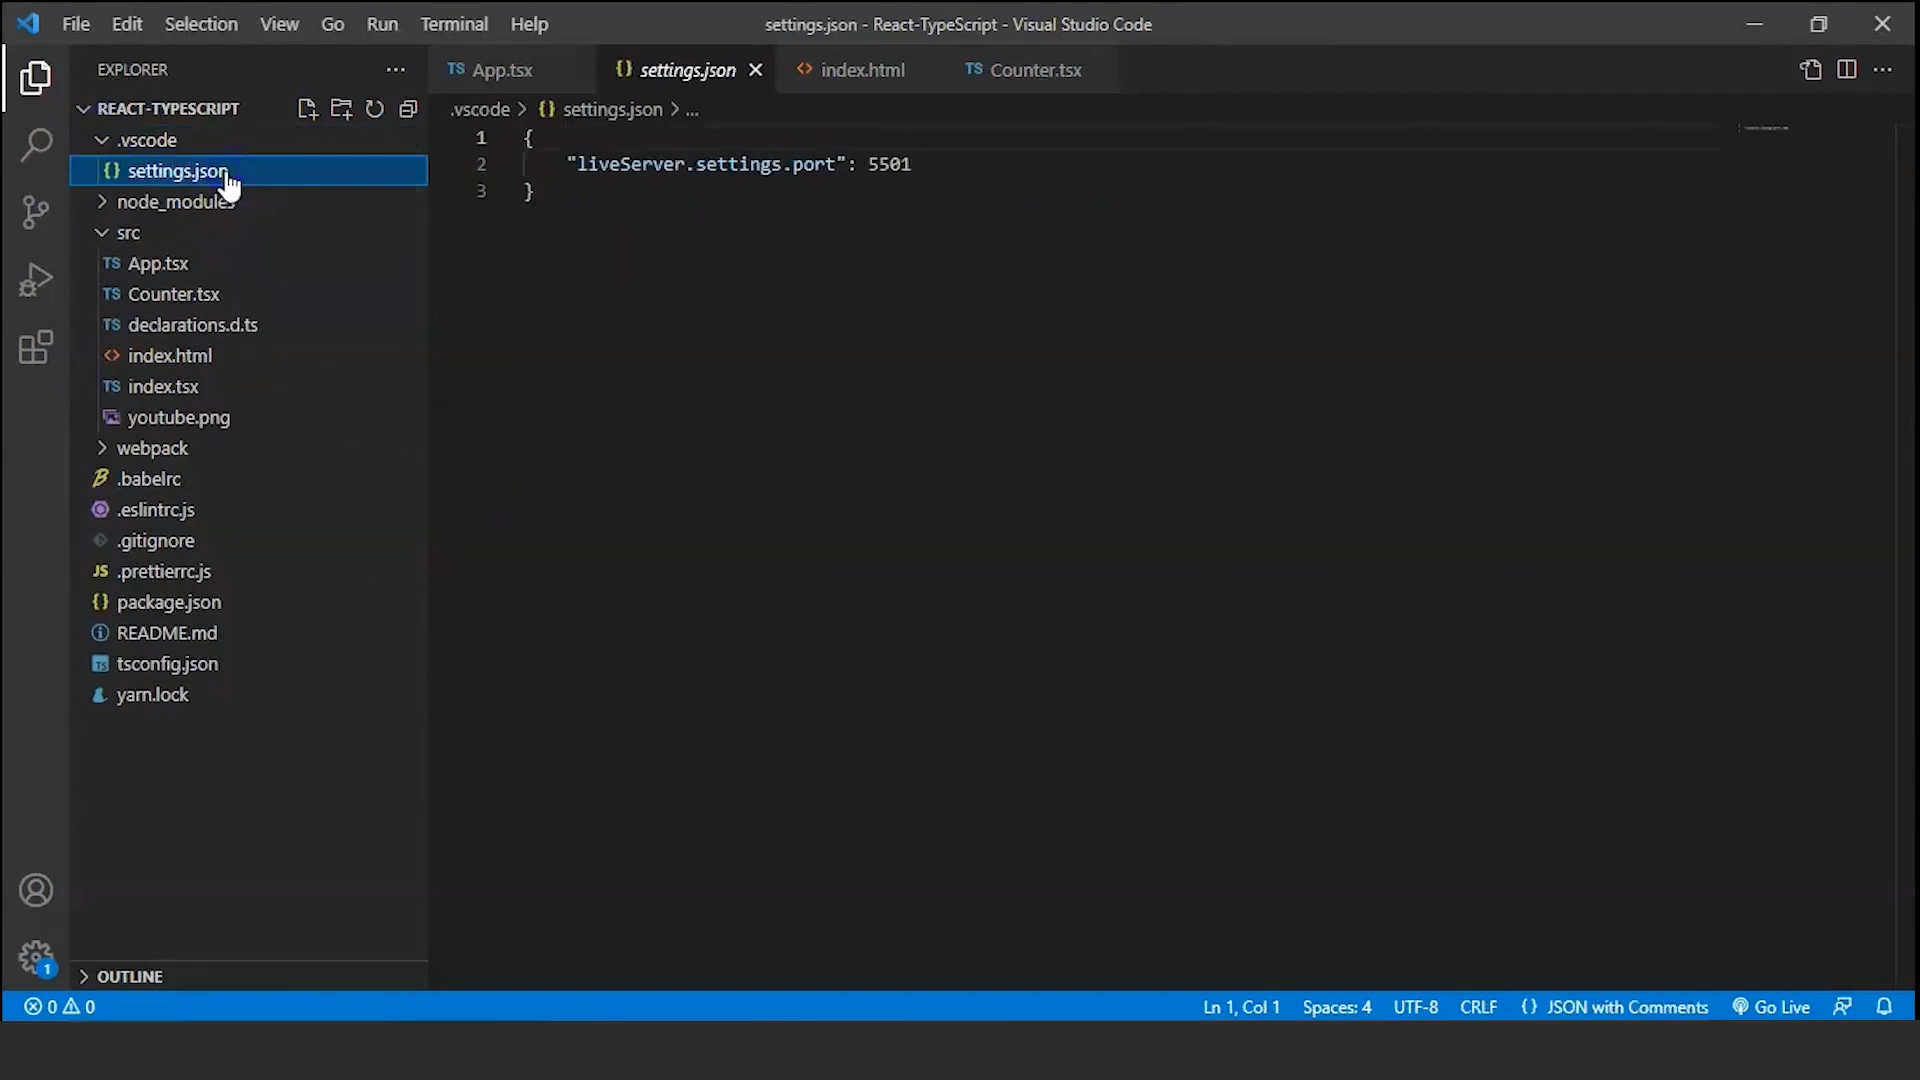 File Edit Selection View Go Run Terminal Help
settings.json - React-TypeScript - Visual Studio Code
EXPLORER
REACT-TYPESCRIPT
.vscode
{} settings.json
node_modules
src
TS App.tsx
TS Counter.tsx
TS declarations.d.ts
<> index.html
TS index.tsx
youtube.png
webpack
.babelrc
.eslintrc.js
.gitignore
JS .prettierrc.js
{} package.json
README.md
TS tsconfig.json
yarn.lock
OUTLINE
1
TS App.tsx
{} settings.json
<> index.html
TS Counter.tsx
.vscode > {} settings.json > ...
1 {
2 "liveServer.settings.port": 5501
3 }
0 0
Ln 1, Col 1 Spaces: 4 UTF-8 CRLF {} JSON with Comments Go Live